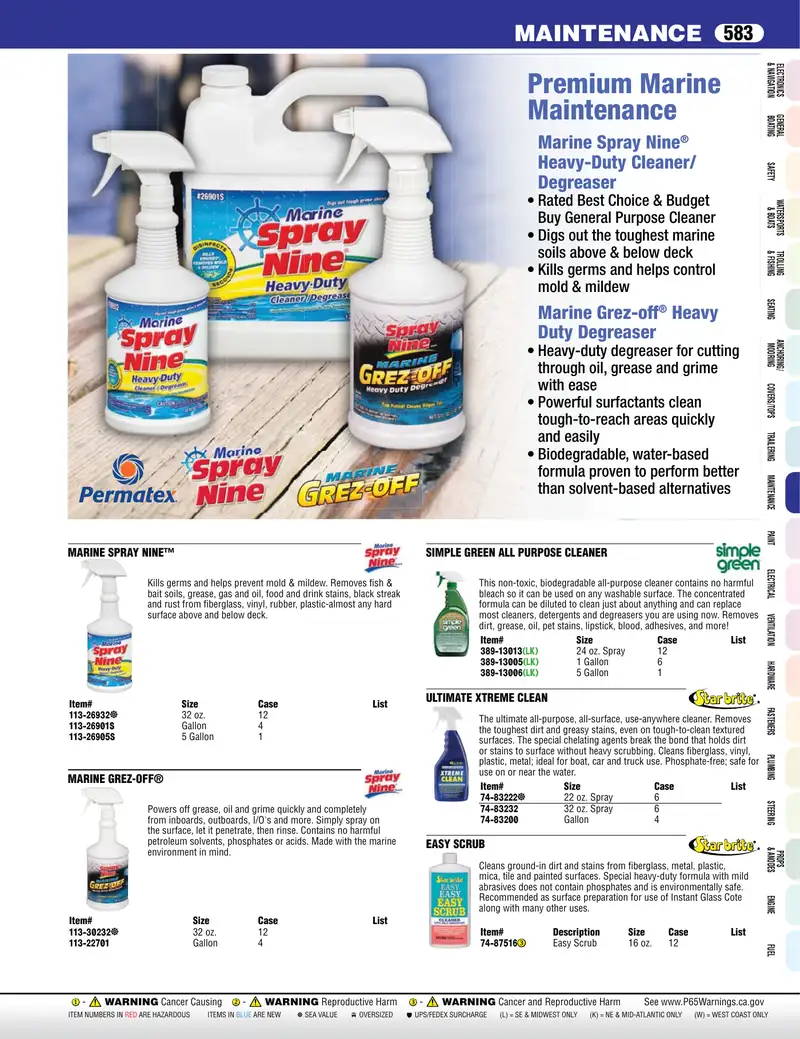 MAINTENANCE 583
Premium Marine
Maintenance
Marine Spray Nine®
Heavy-Duty Cleaner/
Degreaser
• Rated Best Choice & Budget
Buy General Purpose Cleaner
• Digs out the toughest marine
soils above & below deck
• Kills germs and helps control
mold & mildew
Marine Grez-off® Heavy
Duty Degreaser
• Heavy-duty degreaser for cutting
through oil, grease and grime
with ease
• Powerful surfactants clean
tough-to-reach areas quickly
and easily
• Biodegradable, water-based
formula proven to perform better
than solvent-based alternatives
#26901S
Marine
Spray
Nine®
Heavy-Duty
Cleaner/Degreaser
Marine
Spray
Nine
Heavy-Duty
Cleaner/Degreaser
Spray
Nine
MARINE
GREZ-OFF
Heavy Duty Degreaser
Permatex
Marine
Spray
Nine
MARINE
GREZ-OFF
ELECTRONICS
& NAVIGATION
GENERAL
BOATING
SAFETY
WATERSPORTS
& BOATS
TROLLING
& FISHING
SEATING
ANCHORING/
MOORING
COVERS/TOPS
TRAILERING
MAINTENANCE
PAINT
ELECTRICAL
VENTILATION
HARDWARE
FASTENERS
PLUMBING
STEERING
PROPS
& ANODES
ENGINE
FUEL
MARINE SPRAY NINE™
Marine
Spray
Nine
Kills germs and helps prevent mold & mildew. Removes fish &
bait soils, grease, gas and oil, food and drink stains, black streak
and rust from fiberglass, vinyl, rubber, plastic-almost any hard
surface above and below deck.
Item# Size Case List
113-26932 32 oz. 12
113-26901S Gallon 4
113-26905S 5 Gallon 1
MARINE GREZ-OFF®
Marine
Spray
Nine
Powers off grease, oil and grime quickly and completely
from inboards, outboards, I/O's and more. Simply spray on
the surface, let it penetrate, then rinse. Contains no harmful
petroleum solvents, phosphates or acids. Made with the marine
environment in mind.
Item# Size Case List
113-30232 32 oz. 12
113-22701 Gallon 4
SIMPLE GREEN ALL PURPOSE CLEANER
simple
green
This non-toxic, biodegradable all-purpose cleaner contains no harmful
bleach so it can be used on any washable surface. The concentrated
formula can be diluted to clean just about anything and can replace
most cleaners, detergents and degreasers you are using now. Removes
dirt, grease, oil, pet stains, lipstick, blood, adhesives, and more!
Item# Size Case List
389-13013(LK) 24 oz. Spray 12
389-13005(LK) 1 Gallon 6
389-13006(LK) 5 Gallon 1
ULTIMATE XTREME CLEAN
Star brite
The ultimate all-purpose, all-surface, use-anywhere cleaner. Removes
the toughest dirt and greasy stains, even on tough-to-clean textured
surfaces. The special chelating agents break the bond that holds dirt
or stains to surface without heavy scrubbing. Cleans fiberglass, vinyl,
plastic, metal; ideal for boat, car and truck use. Phosphate-free; safe for
use on or near the water.
Item# Size Case List
74-83222 22 oz. Spray 6
74-83232 32 oz. Spray 6
74-83200 Gallon 4
EASY SCRUB
Star brite
Cleans ground-in dirt and stains from fiberglass, metal, plastic,
mica, tile and painted surfaces. Special heavy-duty formula with mild
abrasives does not contain phosphates and is environmentally safe.
Recommended as surface preparation for use of Instant Glass Cote
along with many other uses.
Item# Description Size Case List
74-87516③ Easy Scrub 16 oz. 12
① - ⚠ WARNING Cancer Causing ② - ⚠ WARNING Reproductive Harm ③ - ⚠ WARNING Cancer and Reproductive Harm See www.P65Warnings.ca.gov
ITEM NUMBERS IN RED ARE HAZARDOUS ITEMS IN BLUE ARE NEW SEA VALUE OVERSIZED UPS/FEDEX SURCHARGE (L) = SE & MIDWEST ONLY (K) = NE & MID-ATLANTIC ONLY (W) = WEST COAST ONLY